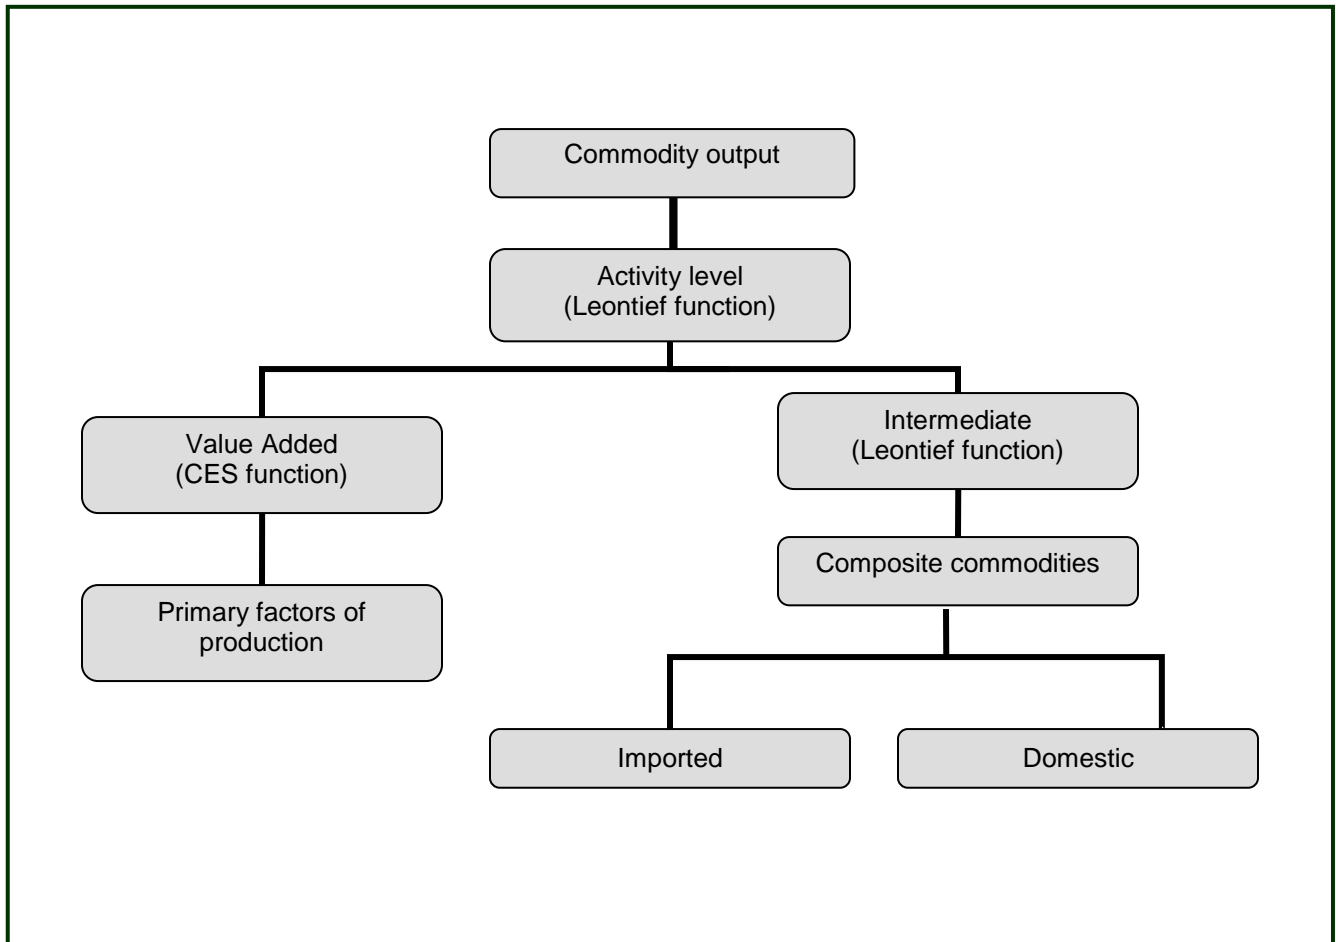 Commodity output
Activity level
(Leontief function)
Value Added
(CES function)
Intermediate
(Leontief function)
Composite commodities
Primary factors of
production
Imported
Domestic